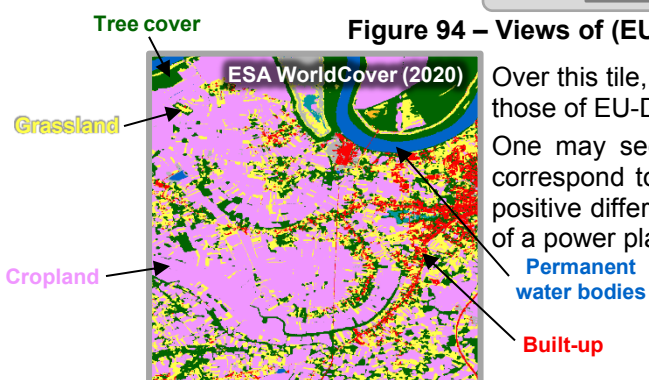 Figure 94 – Views of (EU
Tree cover
ESA WorldCover (2020)
Grassland
Cropland
Permanent
water bodies
Built-up
Over this tile,
those of EU-D
One may see
correspond to
positive differ
of a power pla